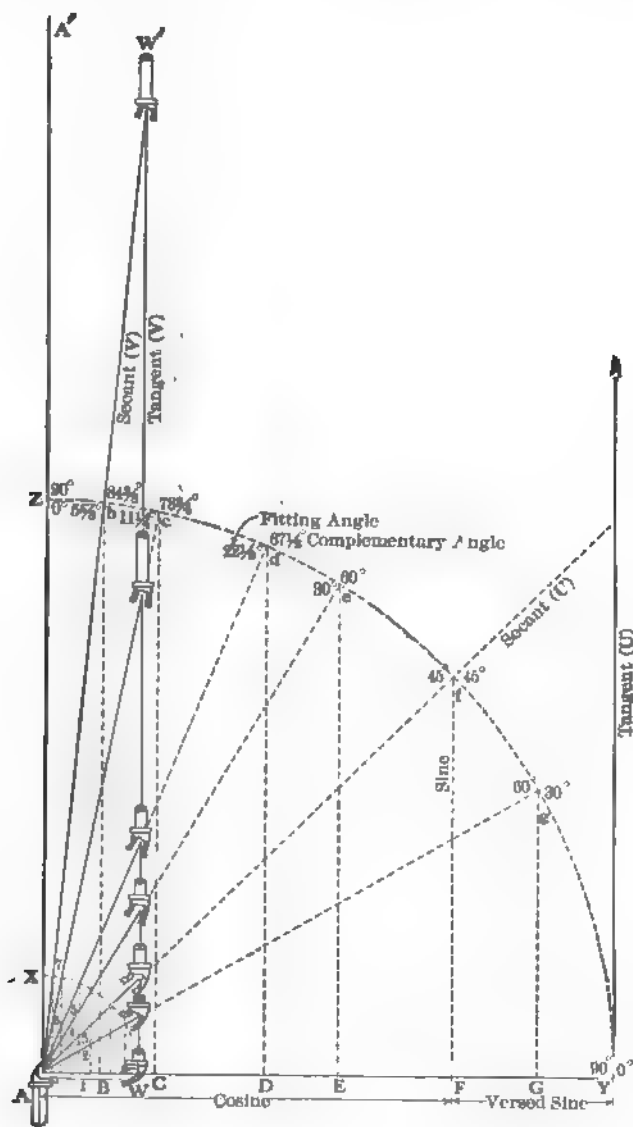 A'
W'
Secant (V)
Tangent (V)
Z
90°
0°
5⅝°
b
84⅜°
11¼°
c
78¾°
Fitting Angle
22½°
67½° Complementary Angle
d
30°
60°
e
Secant (U)
Tangent (U)
45
45°
f
Sine
60°
30°
g
X
A
B
W
C
D
E
F
G
Y
90°
0°
Cosine
Versed Sine